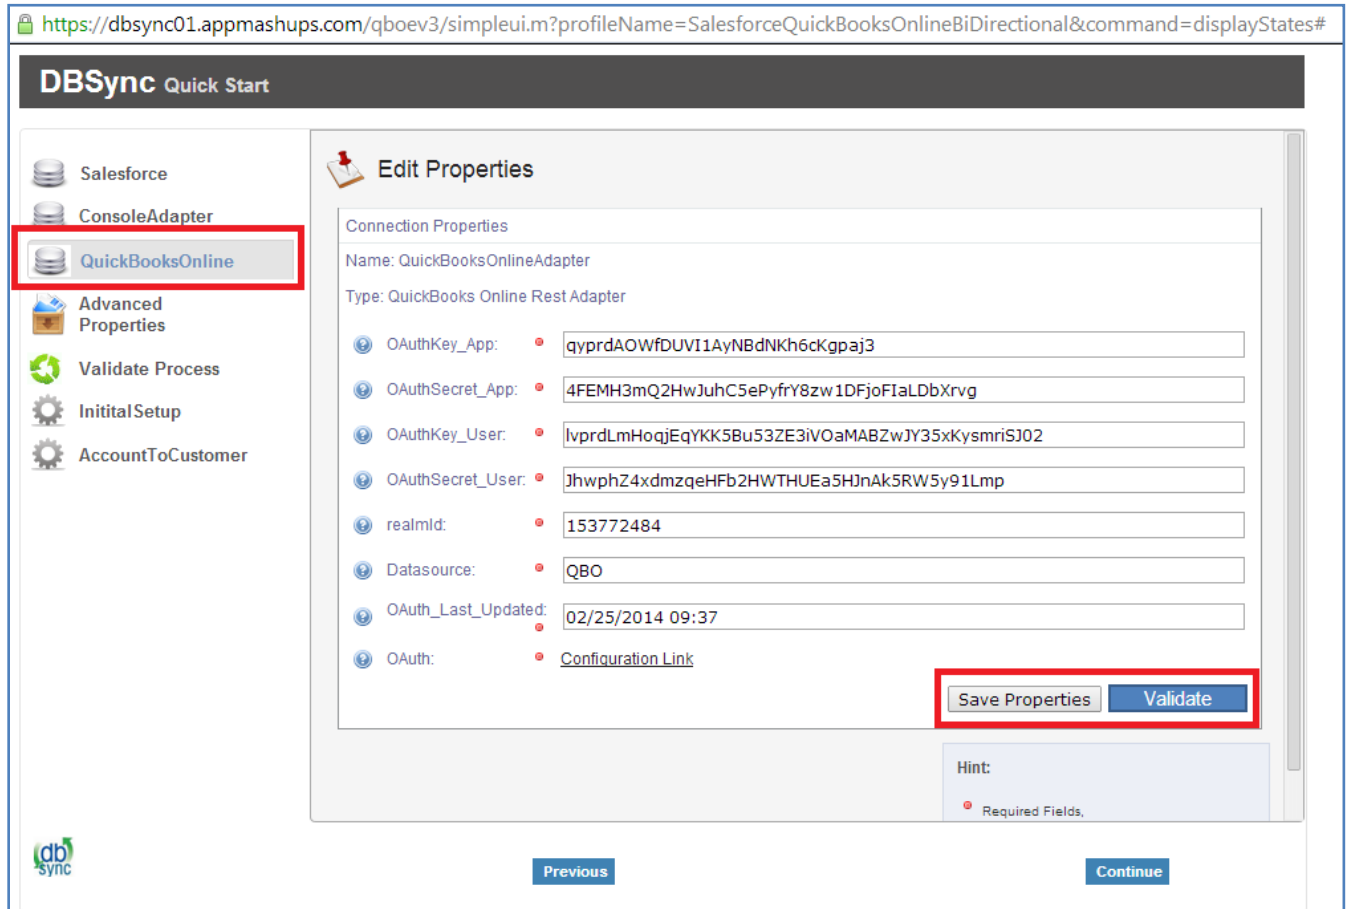 https://dbsync01.appmashups.com/qboev3/simpleui.m?profileName=SalesforceQuickBooksOnlineBiDirectional&command=displayStates#
DBSync Quick Start
Salesforce
ConsoleAdapter
QuickBooksOnline
Advanced
Properties
Validate Process
InititalSetup
AccountToCustomer
Edit Properties
Connection Properties
Name: QuickBooksOnlineAdapter
Type: QuickBooks Online Rest Adapter
OAuthKey_App: qyprdAOWfDUVI1AyNBdNKh6cKgpaj3
OAuthSecret_App: 4FEMH3mQ2HwJuhC5ePyfrY8zw1DFjoFIaLDbXrvg
OAuthKey_User: lvprdLmHoqjEqYKK5Bu53ZE3iVOaMABZwJY35xKysmriSJ02
OAuthSecret_User: JhwphZ4xdmzqeHFb2HWTHUEa5HJnAk5RW5y91Lmp
realmId: 153772484
Datasource: QBO
OAuth_Last_Updated: 02/25/2014 09:37
OAuth: Configuration Link
Save Properties Validate
Hint:
Required Fields,
db sync
Previous Continue